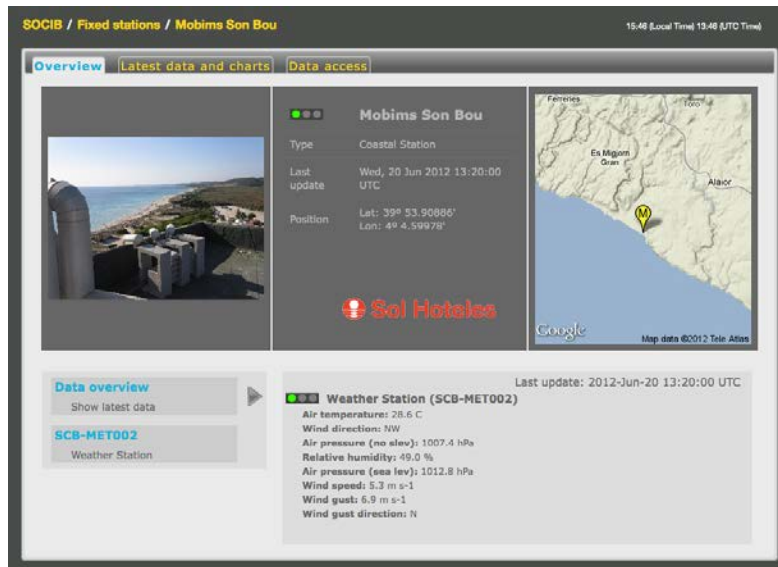 SOCIB / Fixed stations / Mobims Son Bou
15:46 (Local Time) 13:46 (UTC Time)
Overview
Latest data and charts
Data access
Mobims Son Bou
Type Coastal Station
Last update
Wed, 20 Jun 2012 13:20:00 UTC
Position
Lat: 39º 53.90886'
Lon: 4º 4.59978'
Sol Hoteles
Ferreries
Toro
Es Migjorn
Gran
Alaior
M
Google
Map data ©2012 Tele Atlas
Data overview
Show latest data
SCB-MET002
Weather Station
Last update: 2012-Jun-20 13:20:00 UTC
Weather Station (SCB-MET002)
Air temperature: 28.6 C
Wind direction: NW
Air pressure (no slev): 1007.4 hPa
Relative humidity: 49.0 %
Air pressure (sea lev): 1012.8 hPa
Wind speed: 5.3 m s-1
Wind gust: 6.9 m s-1
Wind gust direction: N